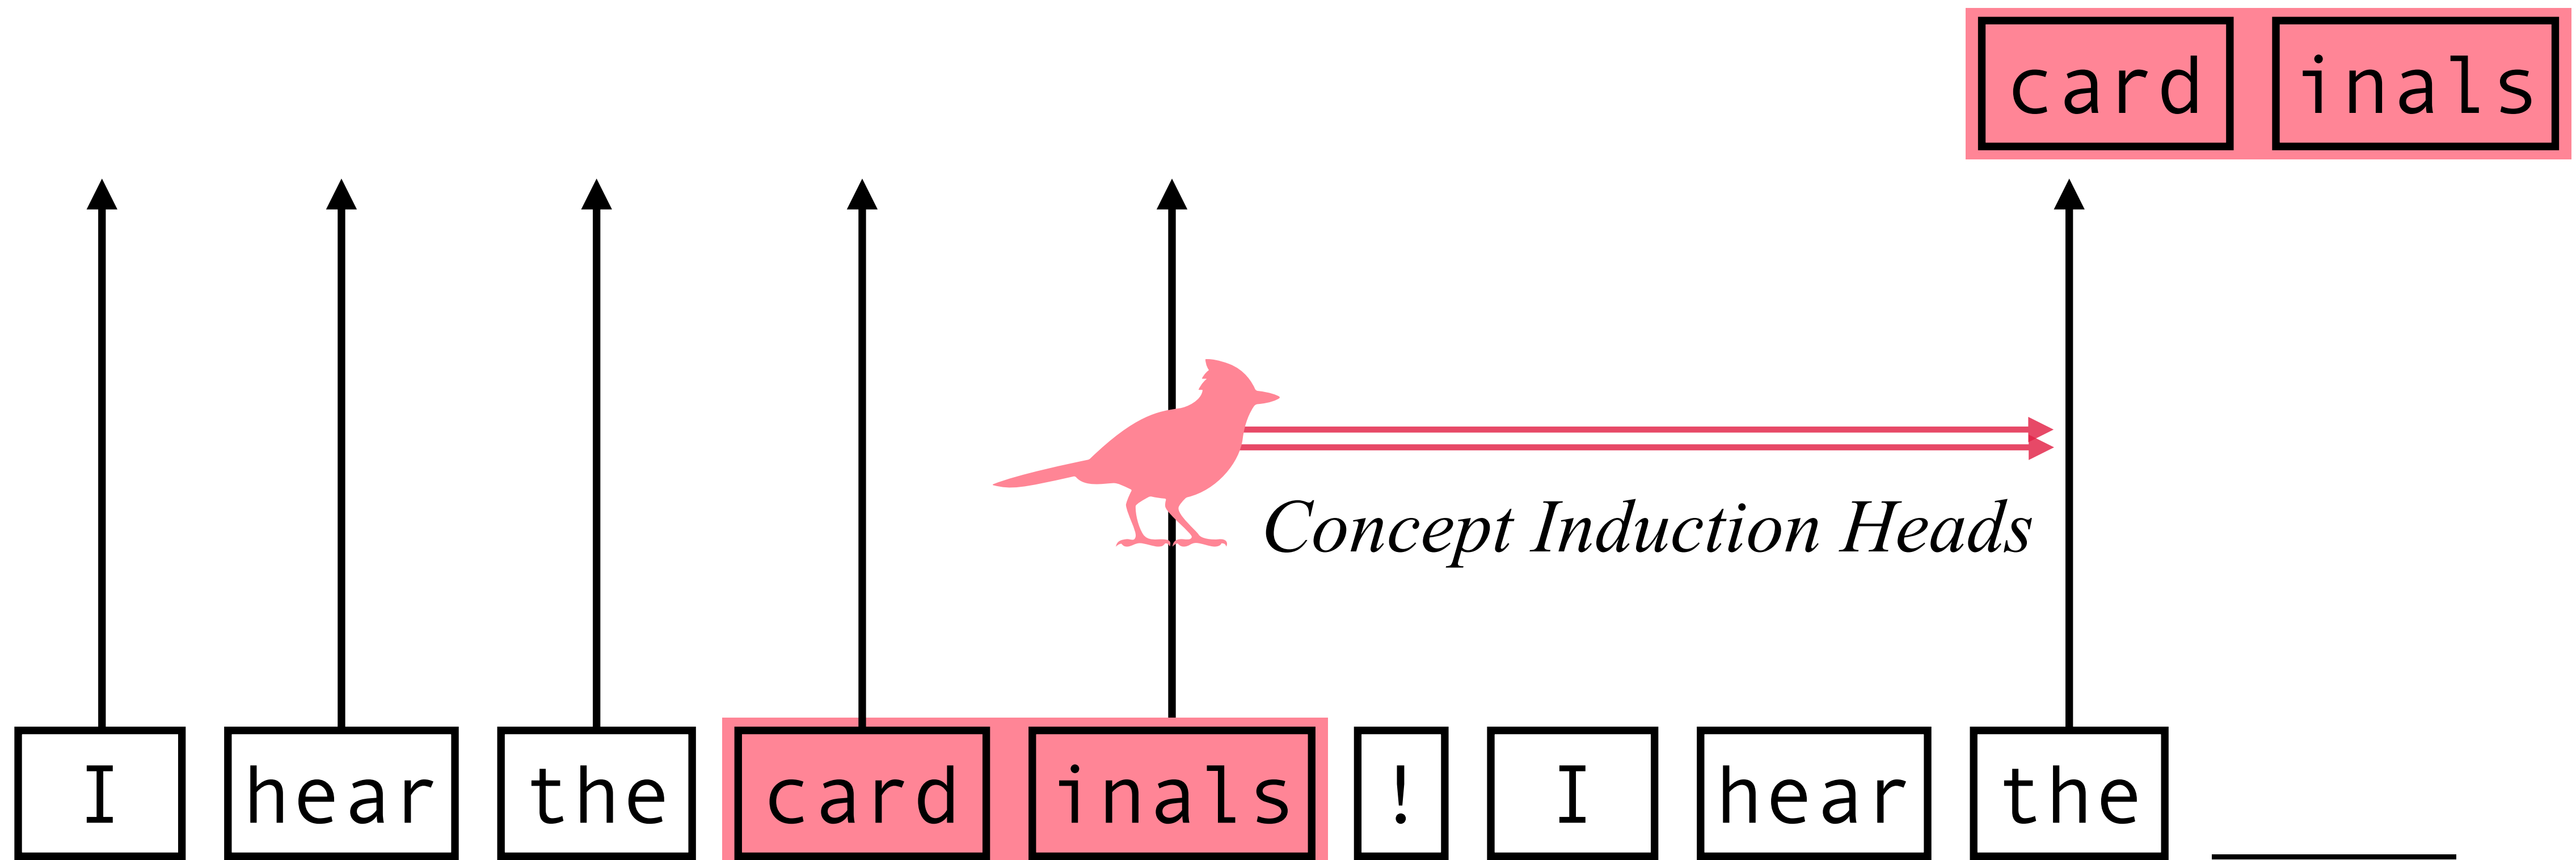 card inals
Concept Induction Heads
I hear the card inals ! I hear the